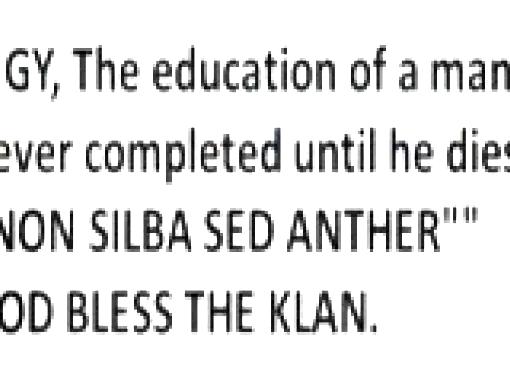 GY, The education of a man
ever completed until he dies
NON SILBA SED ANTHER""
OD BLESS THE KLAN.